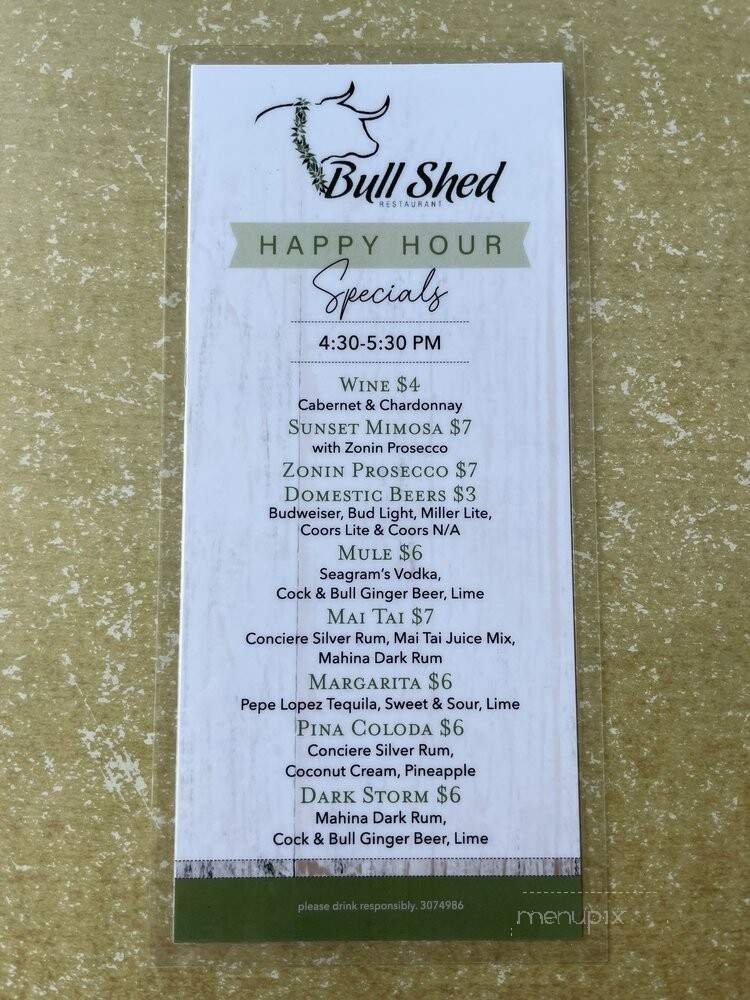 Bull Shed
RESTAURANT
HAPPY HOUR
Specials
4:30-5:30 PM
WINE $4
Cabernet & Chardonnay
SUNSET MIMOSA $7
with Zonin Prosecco
ZONIN PROSECCO $7
DOMESTIC BEERS $3
Budweiser, Bud Light, Miller Lite,
Coors Lite & Coors N/A
MULE $6
Seagram's Vodka,
Cock & Bull Ginger Beer, Lime
MAI TAI $7
Conciere Silver Rum, Mai Tai Juice Mix,
Mahina Dark Rum
MARGARITA $6
Pepe Lopez Tequila, Sweet & Sour, Lime
PINA COLODA $6
Conciere Silver Rum,
Coconut Cream, Pineapple
DARK STORM $6
Mahina Dark Rum,
Cock & Bull Ginger Beer, Lime
please drink responsibly. 3074986
menupix